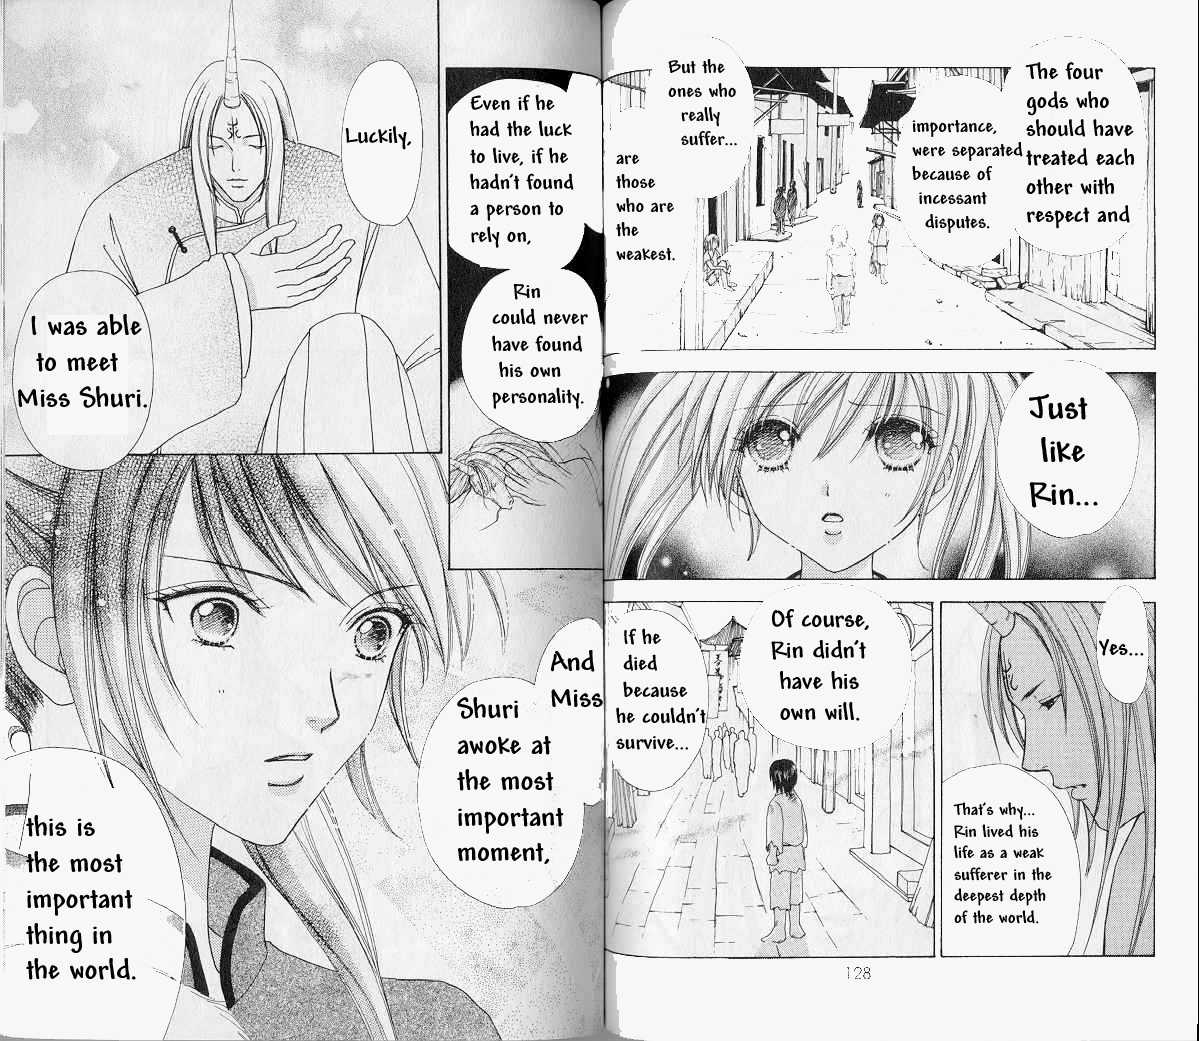 The four
gods who
should have
treated each
other with
respect and
importance,
were separated
because of
incessant
disputes.
But the
ones who
really
suffer...
are
those
who are
the
weakest.
Just
like
Rin...
Yes...
That's why...
Rin lived his
life as a weak
sufferer in the
deepest depth
of the world.
Of course,
Rin didn't
have his
own will.
If he
died
because
he couldn't
survive...
128
Even if he
had the luck
to live, if he
hadn't found
a person to
rely on,
Rin
could never
have found
his own
personality.
Luckily,
I was able
to meet
Miss Shuri.
And
Miss
Shuri
awoke at
the most
important
moment,
this is
the most
important
thing in
the world.